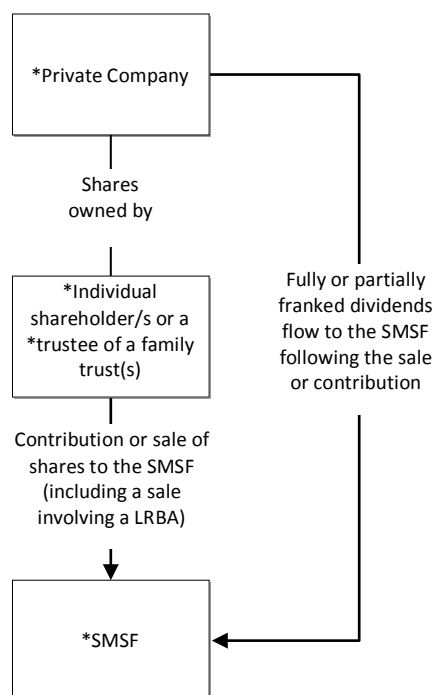 *Private Company
Shares
owned by
*Individual
shareholder/s or a
*trustee of a family
trust(s)
Fully or partially
franked dividends
flow to the SMSF
following the sale
or contribution
Contribution or sale of
shares to the SMSF
(including a sale
involving a LRBA)
*SMSF